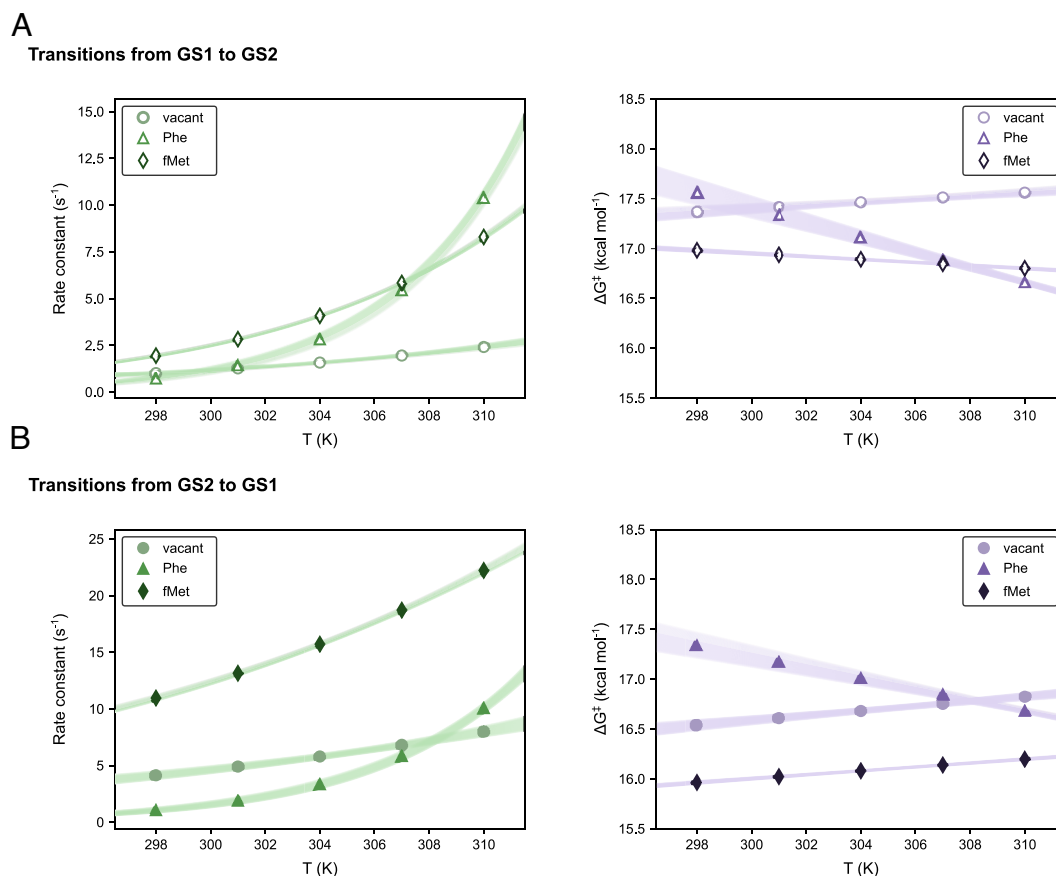 A
Transitions from GS1 to GS2
Rate constant (s⁻¹)
15.0
12.5
10.0
7.5
5.0
2.5
0.0
vacant
Phe
fMet
298 300 302 304 306 308 310
T (K)
ΔG‡ (kcal mol⁻¹)
18.5
18.0
17.5
17.0
16.5
16.0
15.5
vacant
Phe
fMet
298 300 302 304 306 308 310
T (K)
B
Transitions from GS2 to GS1
Rate constant (s⁻¹)
25
20
15
10
5
0
vacant
Phe
fMet
298 300 302 304 306 308 310
T (K)
ΔG‡ (kcal mol⁻¹)
18.5
18.0
17.5
17.0
16.5
16.0
15.5
vacant
Phe
fMet
298 300 302 304 306 308 310
T (K)